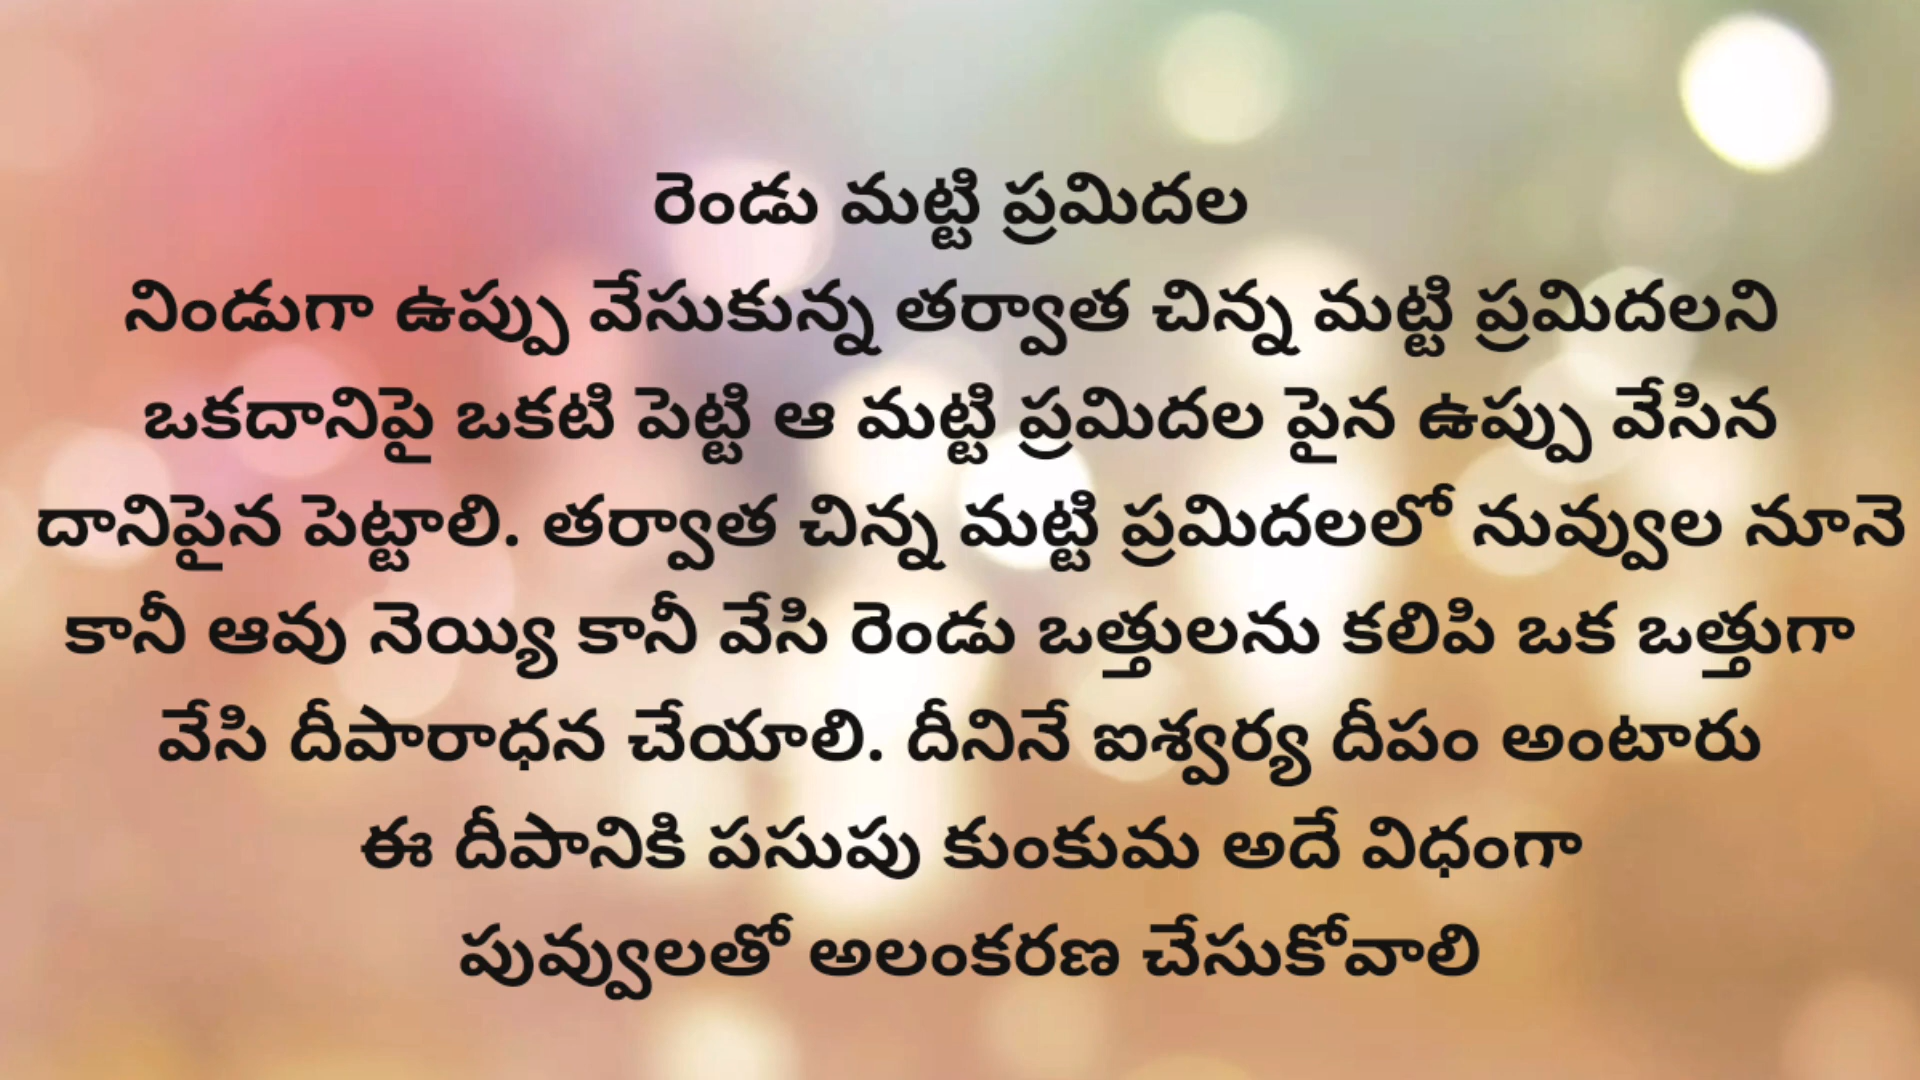 రెండు మట్టి ప్రమిదల
నిండుగా ఉప్పు వేసుకున్న తర్వాత చిన్న మట్టి ప్రమిదలని
ఒకదానిపై ఒకటి పెట్టి ఆ మట్టి ప్రమిదల పైన ఉప్పు వేసిన
దానిపైన పెట్టాలి. తర్వాత చిన్న మట్టి ప్రమిదలలో నువ్వుల నూనె
కానీ ఆవు నెయ్యి కానీ వేసి రెండు ఒత్తులను కలిపి ఒక ఒత్తుగా
వేసి దీపారాధన చేయాలి. దీనినే ఐశ్వర్య దీపం అంటారు
ఈ దీపానికి పసుపు కుంకుమ అదే విధంగా
పువ్వులతో అలంకరణ చేసుకోవాలి